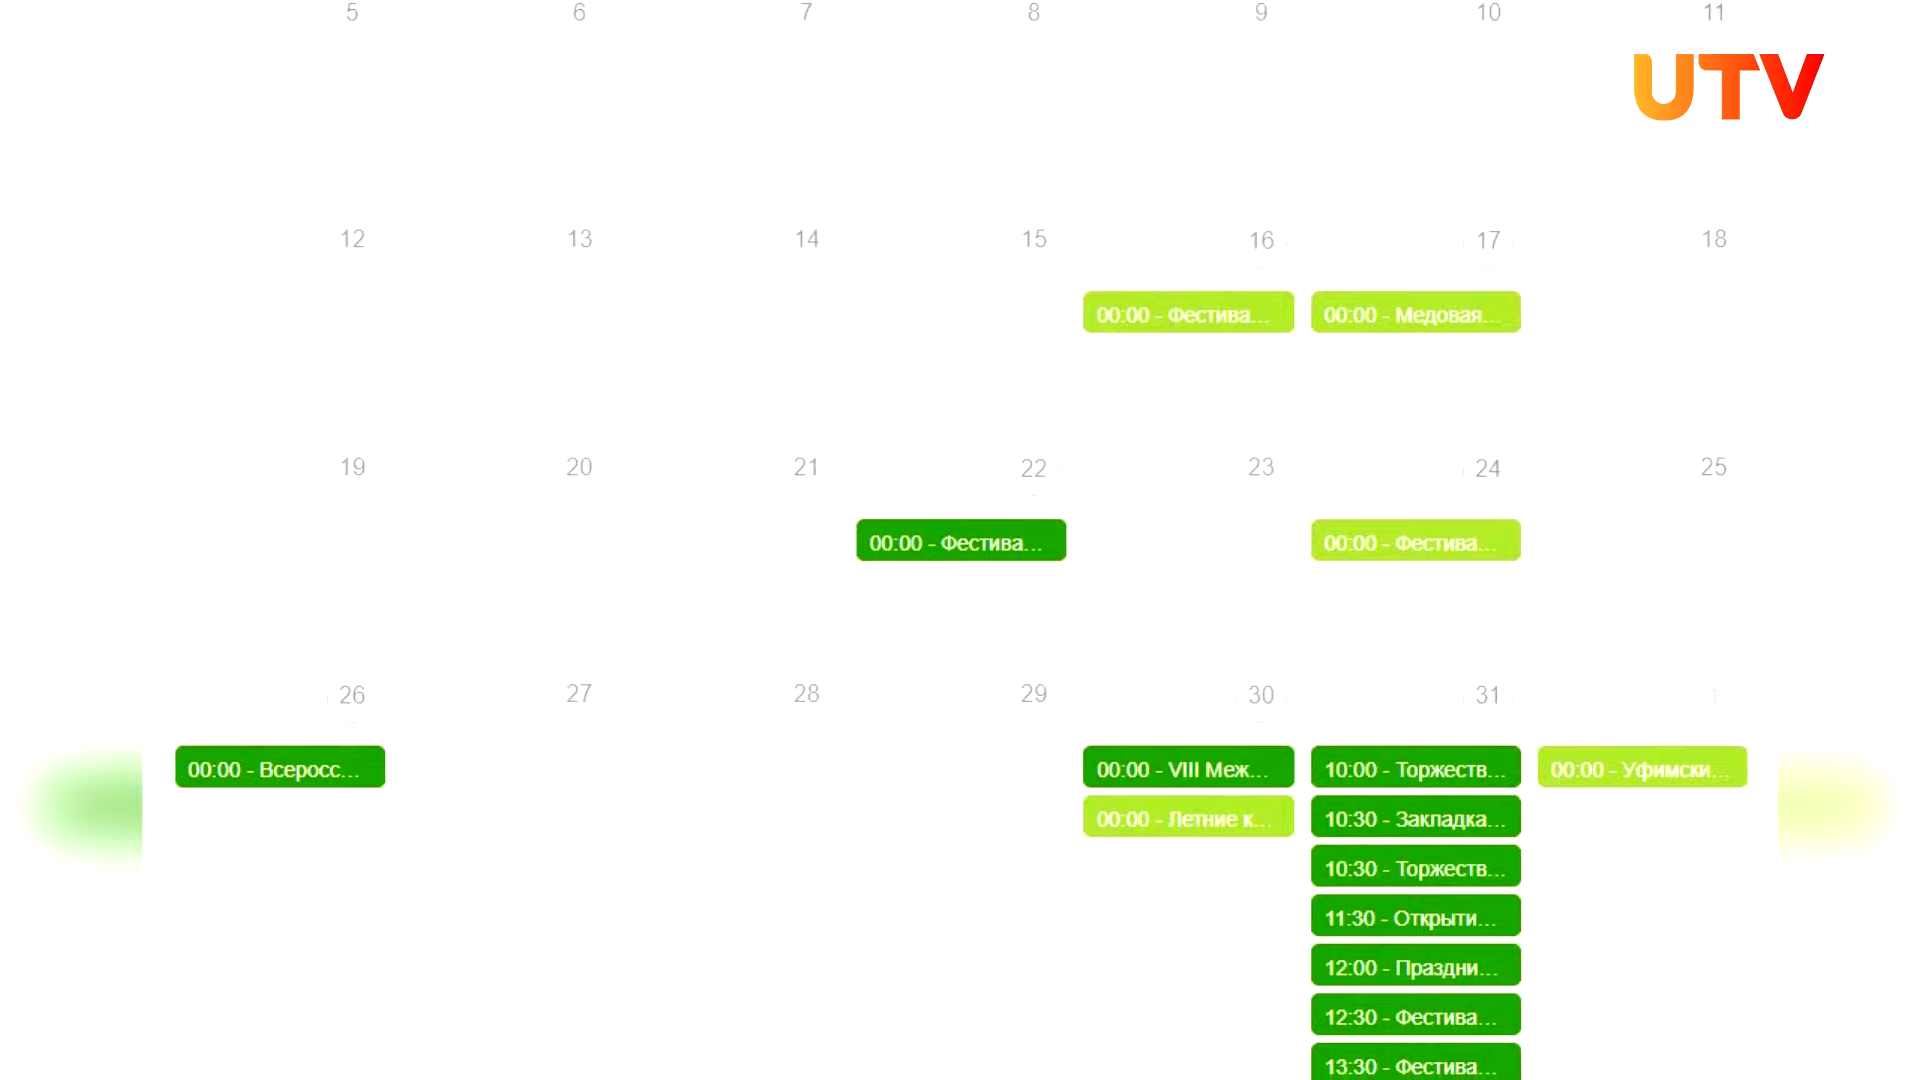 5 6 7 8 9 10 11
UTV
12 13 14 15 16 17 18
00:00 - Фестива... 00:00 - Медовая...
19 20 21 22 23 24 25
00:00 - Фестива... 00:00 - Фестива...
26 27 28 29 30 31 1
00:00 - Всеросс... 00:00 - VIII Меж... 10:00 - Торжеств... 00:00 - Уфимски...
00:00 - Летние к... 10:30 - Закладка...
10:30 - Торжеств...
11:30 - Открыти...
12:00 - Праздни...
12:30 - Фестива...
13:30 - Фестива...